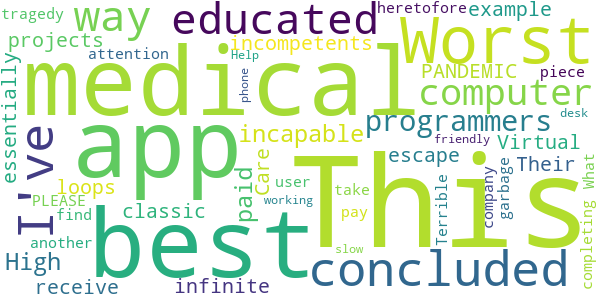 tragedy
way
educated
heretofore
example
projects
attention
incompetents
Help
Worst
essentially
medical
phone
PANDEMIC
piece
computer
I've
app
incapable
programmers
friendly
desk
Virtual
escape
Their
loops
Care
user
take
PLEASE
paid
classic
find
pay
another
best
This
working
Terrible
company
garbage
completing
What
High
receive
infinite
slow
concluded